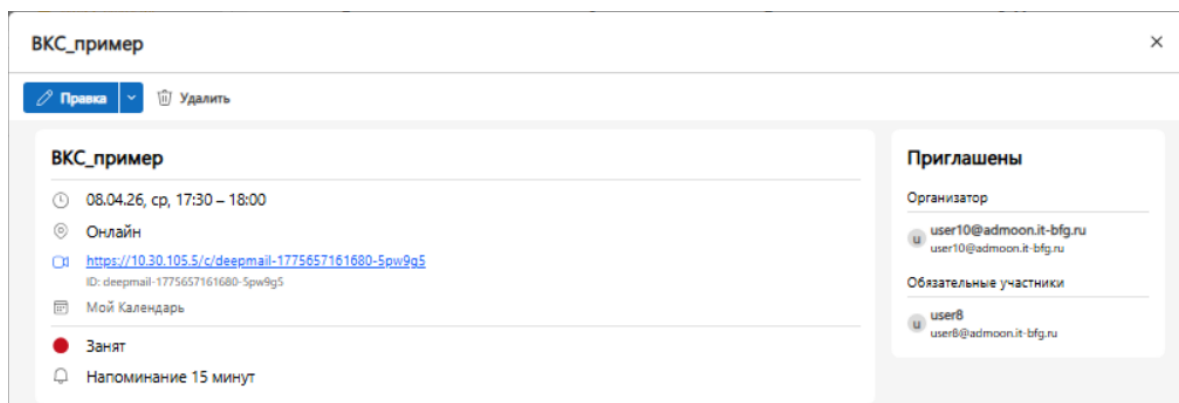 ВКС_пример
Правка
Удалить
ВКС_пример
08.04.26, ср, 17:30 – 18:00
Онлайн
https://10.30.105.5/c/deepmail-1775657161680-5pw9g5
ID: deepmail-1775657161680-5pw9g5
Мой Календарь
Занят
Напоминание 15 минут
Приглашены
Организатор
u
user10@admoon.it-bfg.ru
user10@admoon.it-bfg.ru
Обязательные участники
u
user8
user8@admoon.it-bfg.ru